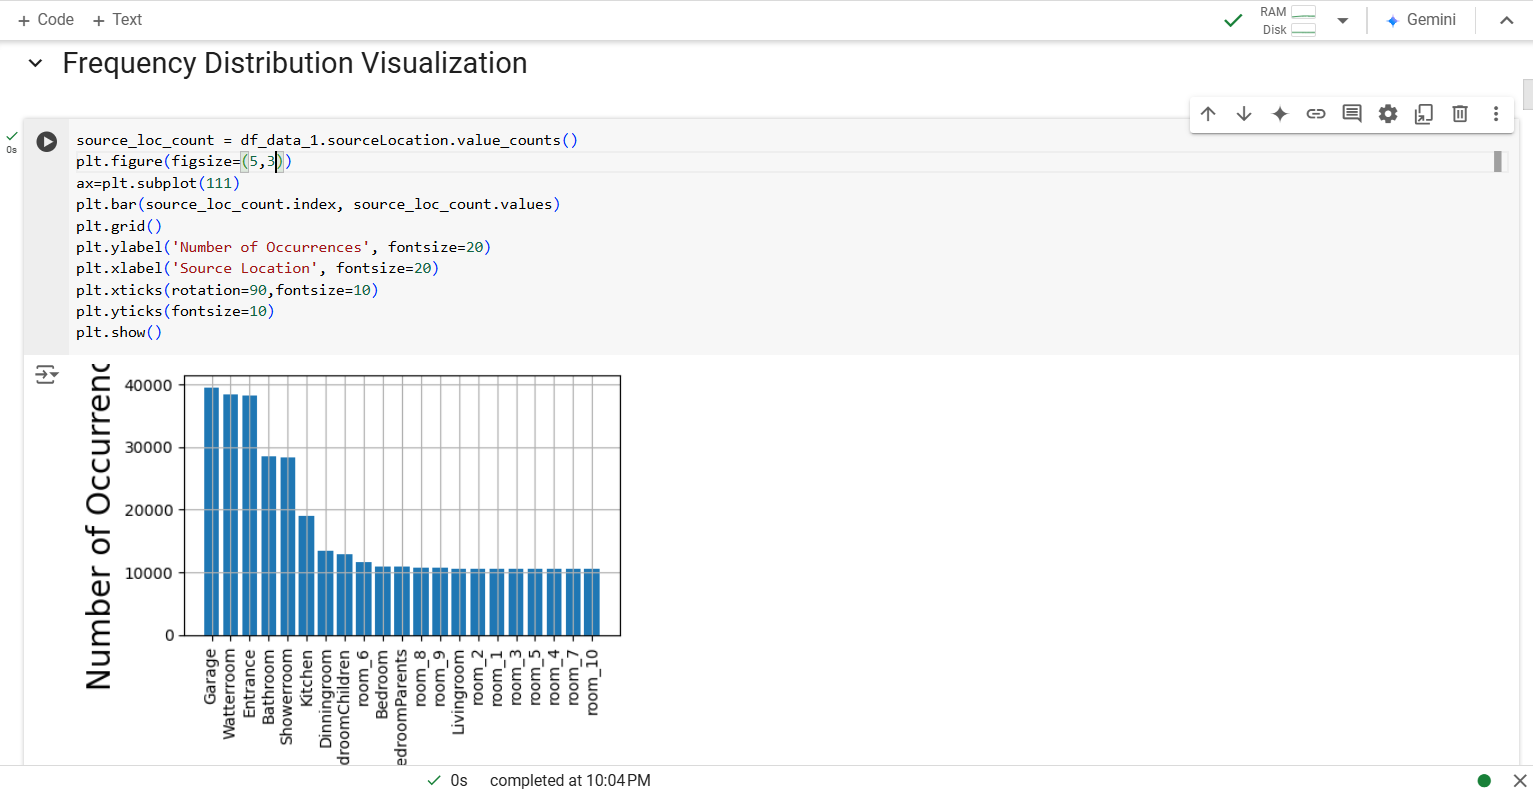 + Code + Text
RAM
Disk
Gemini
Frequency Distribution Visualization
0s
source_loc_count = df_data_1.sourceLocation.value_counts()
plt.figure(figsize=(5,3))
ax=plt.subplot(111)
plt.bar(source_loc_count.index, source_loc_count.values)
plt.grid()
plt.ylabel('Number of Occurrences', fontsize=20)
plt.xlabel('Source Location', fontsize=20)
plt.xticks(rotation=90,fontsize=10)
plt.yticks(fontsize=10)
plt.show()
Number of Occurrenc
40000
30000
20000
10000
0
Garage
Watterroom
Entrance
Bathroom
Showerroom
Kitchen
Dinningroom
droomChildren
room_6
Bedroom
edroomParents
room_8
room_9
Livingroom
room_2
room_1
room_3
room_5
room_4
room_7
room_10
0s completed at 10:04 PM